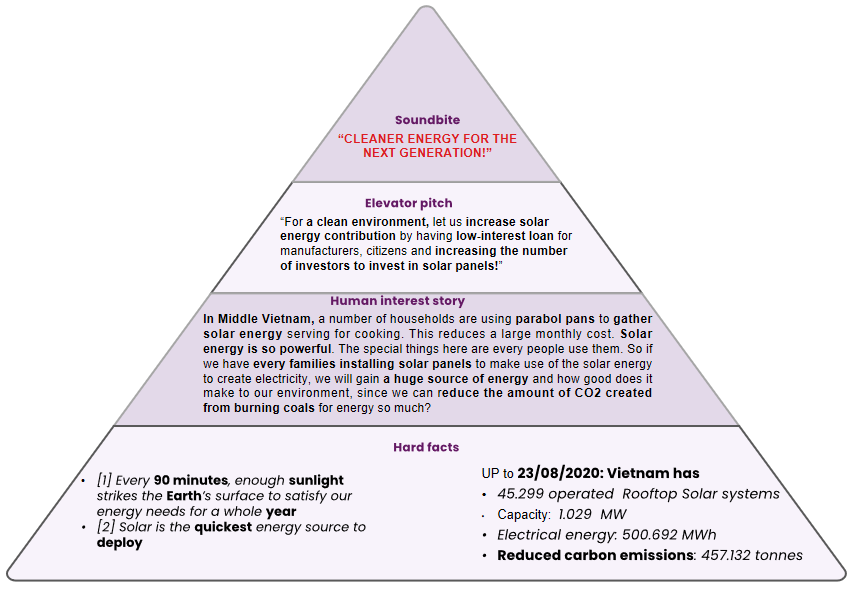 Soundbite
“CLEANER ENERGY FOR THE
NEXT GENERATION!”
Elevator pitch
“For a clean environment, let us increase solar
energy contribution by having low-interest loan for
manufacturers, citizens and increasing the number
of investors to invest in solar panels!”
Human interest story
In Middle Vietnam, a number of households are using parabol pans to gather
solar energy serving for cooking. This reduces a large monthly cost. Solar
energy is so powerful. The special things here are every people use them. So if
we have every families installing solar panels to make use of the solar energy
to create electricity, we will gain a huge source of energy and how good does it
make to our environment, since we can reduce the amount of CO2 created
from burning coals for energy so much?
Hard facts
• [1] Every 90 minutes, enough sunlight
strikes the Earth's surface to satisfy our
energy needs for a whole year
• [2] Solar is the quickest energy source to
deploy
UP to 23/08/2020: Vietnam has
• 45.299 operated Rooftop Solar systems
• Capacity: 1.029 MW
• Electrical energy: 500.692 MWh
• Reduced carbon emissions: 457.132 tonnes